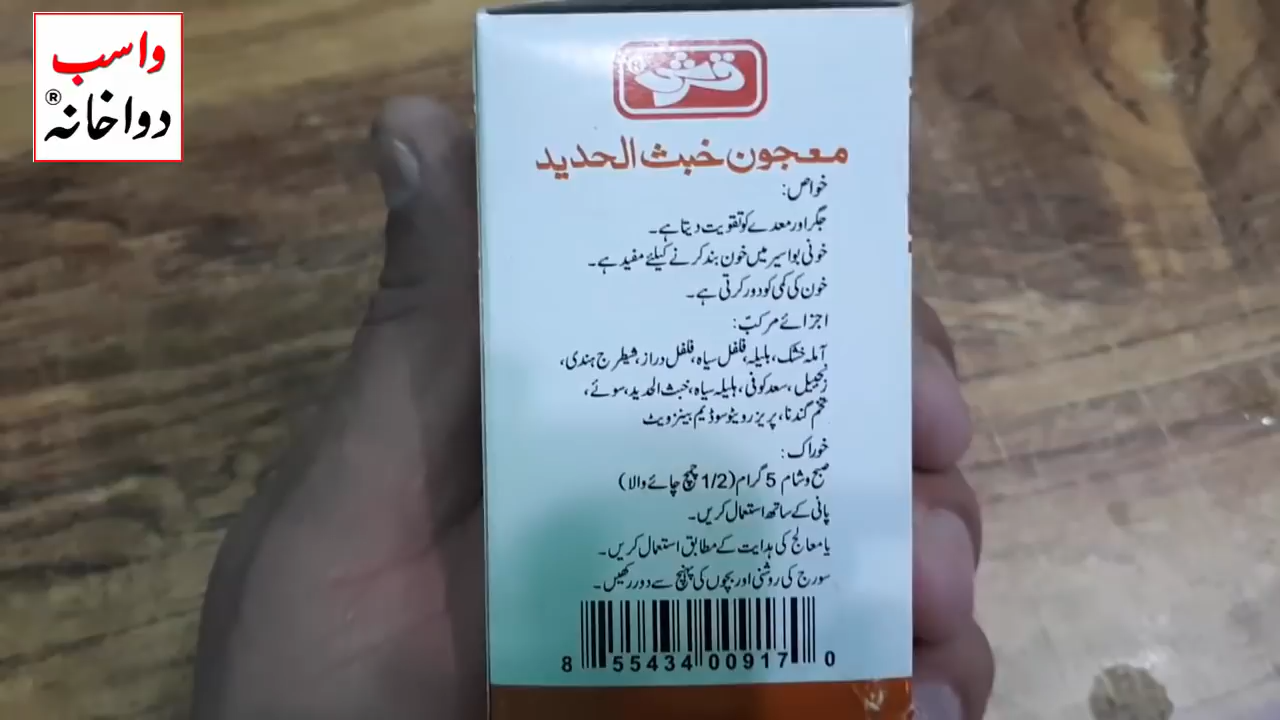 واسب
دواخانہ®
قرشی®
معجون خبث الحدید
خواص:
جگر اور معدے کو تقویت دیتا ہے۔
خونی بواسیر میں خون بند کرنے کیلئے مفید ہے۔
خون کی کمی کو دور کرتی ہے۔
اجزائے مرکب:
آملہ خشک، ہلیلہ، فلفل سیاہ، فلفل دراز، شیطرج ہندی،
زنجبیل، سعد کوفی، ہلیلہ سیاہ، خبث الحدید، سوئے،
تخم گندنا، پریزرویٹو سوڈیم بینزویٹ
خوراک:
صبح و شام 5 گرام (1/2 چمچ چائے والا)
پانی کے ساتھ استعمال کریں۔
یا معالج کی ہدایت کے مطابق استعمال کریں۔
سورج کی روشنی اور بچوں کی پہنچ سے دور رکھیں۔
8 55434 00917 0